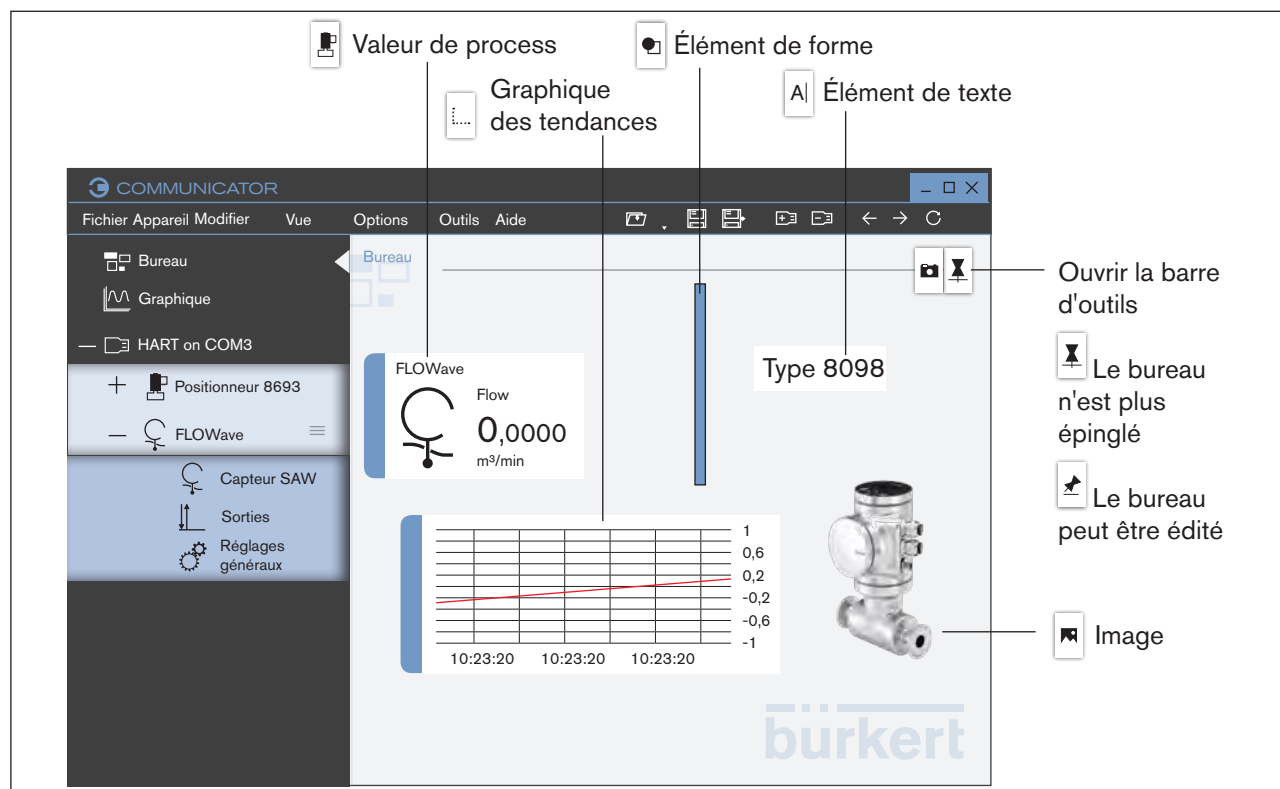 Valeur de process
Élément de forme
Graphique
des tendances
A| Élément de texte
COMMUNICATOR
Fichier Appareil Modifier Vue Options Outils Aide
Bureau
Graphique
HART on COM3
Positionneur 8693
FLOWave
Capteur SAW
Sorties
Réglages
généraux
Bureau
FLOWave
Flow
0,0000
m³/min
Type 8098
1
0,6
0,2
-0,2
-0,6
-1
10:23:20 10:23:20 10:23:20
burkert
Ouvrir la barre
d'outils
Le bureau
n'est plus
épinglé
Le bureau
peut être édité
Image